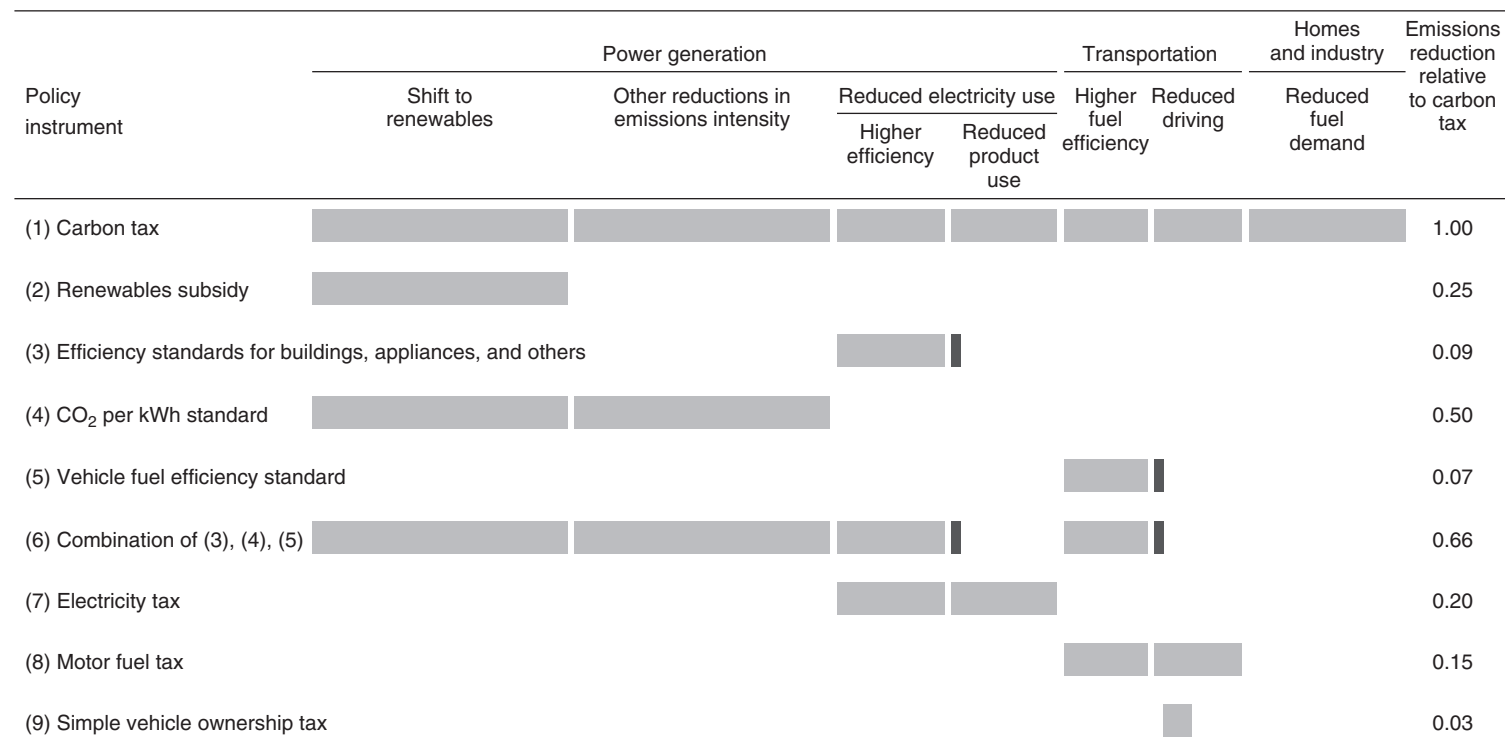 Policy
instrument
Power generation
Transportation
Homes
and industry
Emissions
reduction
relative
to carbon
tax
Shift to
renewables
Other reductions in
emissions intensity
Reduced electricity use
Higher
efficiency
Reduced
product
use
Higher
fuel
efficiency
Reduced
driving
Reduced
fuel
demand
(1) Carbon tax 1.00
(2) Renewables subsidy 0.25
(3) Efficiency standards for buildings, appliances, and others 0.09
(4) CO₂ per kWh standard 0.50
(5) Vehicle fuel efficiency standard 0.07
(6) Combination of (3), (4), (5) 0.66
(7) Electricity tax 0.20
(8) Motor fuel tax 0.15
(9) Simple vehicle ownership tax 0.03